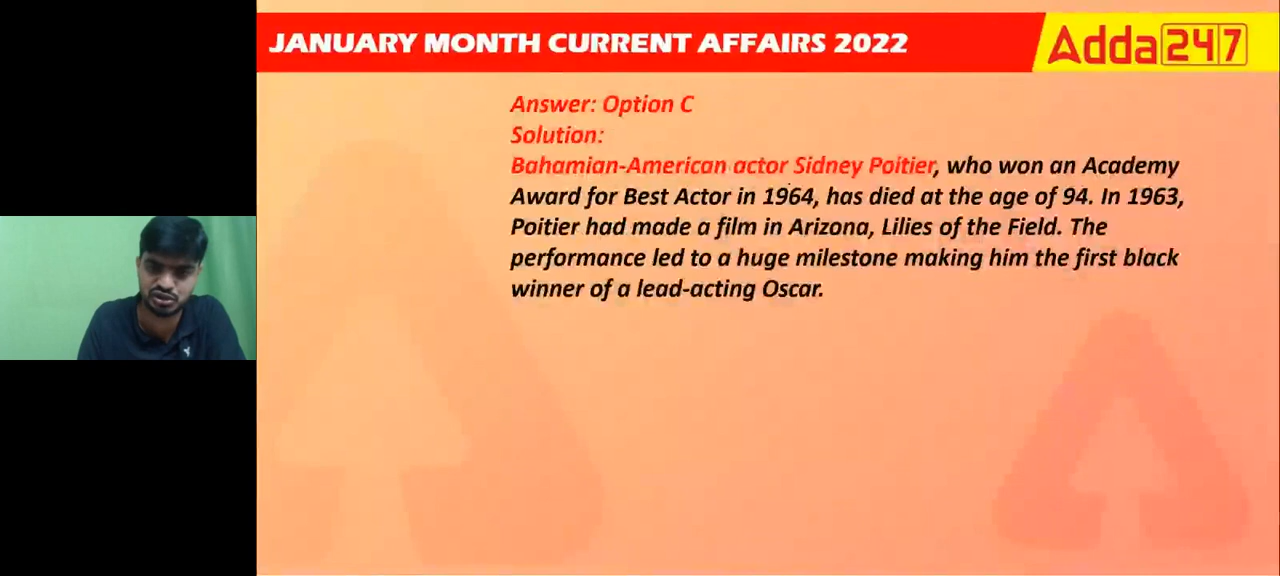 JANUARY MONTH CURRENT AFFAIRS 2022
Adda247
Answer: Option C
Solution:
Bahamian-American actor Sidney Poitier, who won an Academy
Award for Best Actor in 1964, has died at the age of 94. In 1963,
Poitier had made a film in Arizona, Lilies of the Field. The
performance led to a huge milestone making him the first black
winner of a lead-acting Oscar.